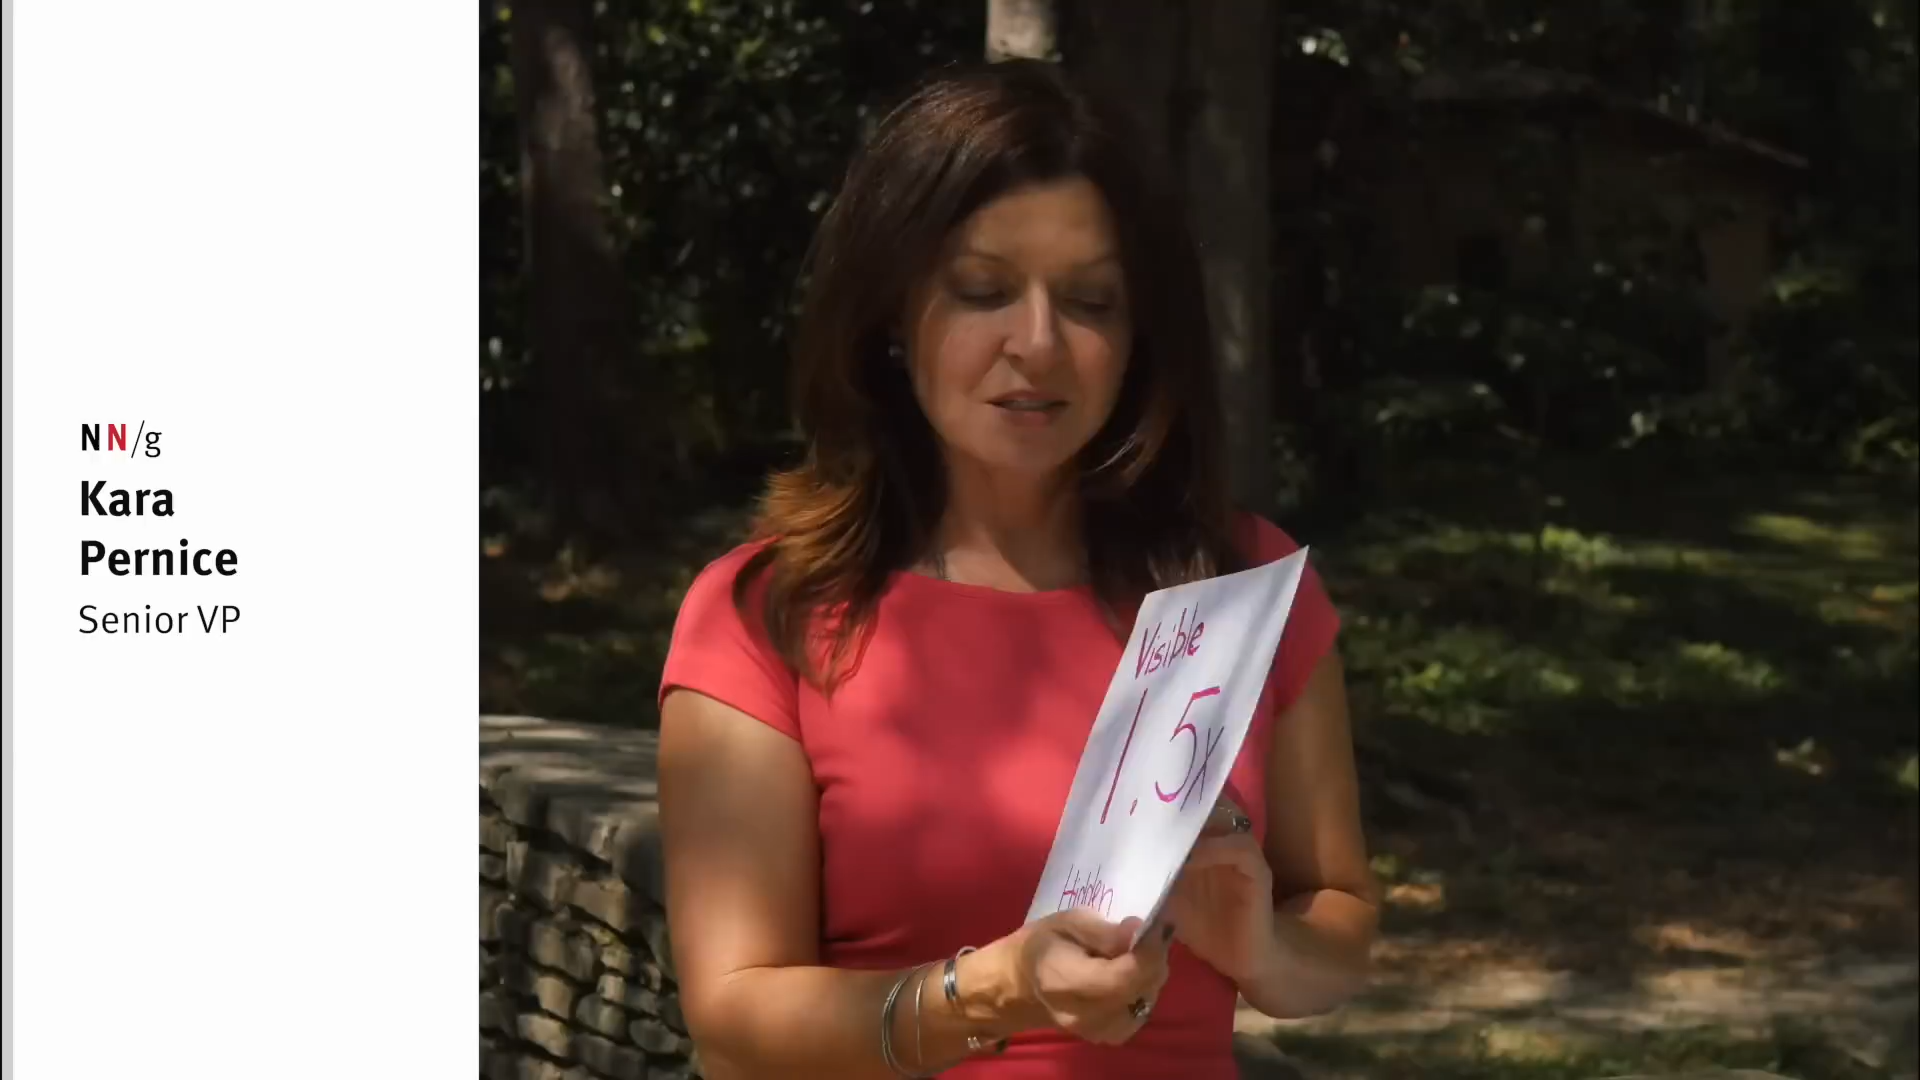 NN/g
Kara
Pernice
Senior VP
Visible
1.5x
Hidden